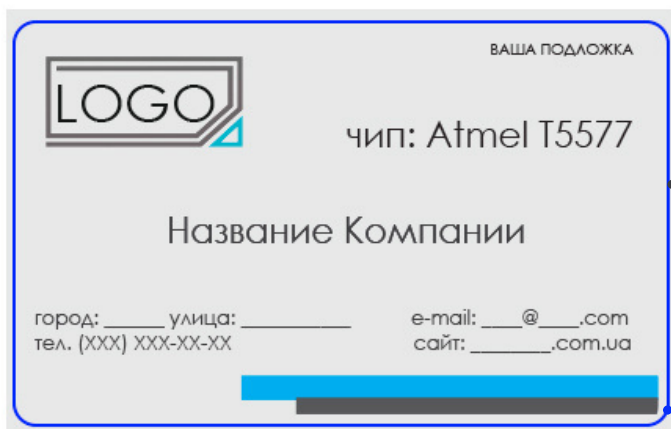 ВАША ПОДЛОЖКА
LOGO
чип: Atmel T5577
Название Компании
город: ______ улица: ___________ e-mail: ____@____.com
тел. (XXX) XXX-XX-XX сайт: ________.com.ua